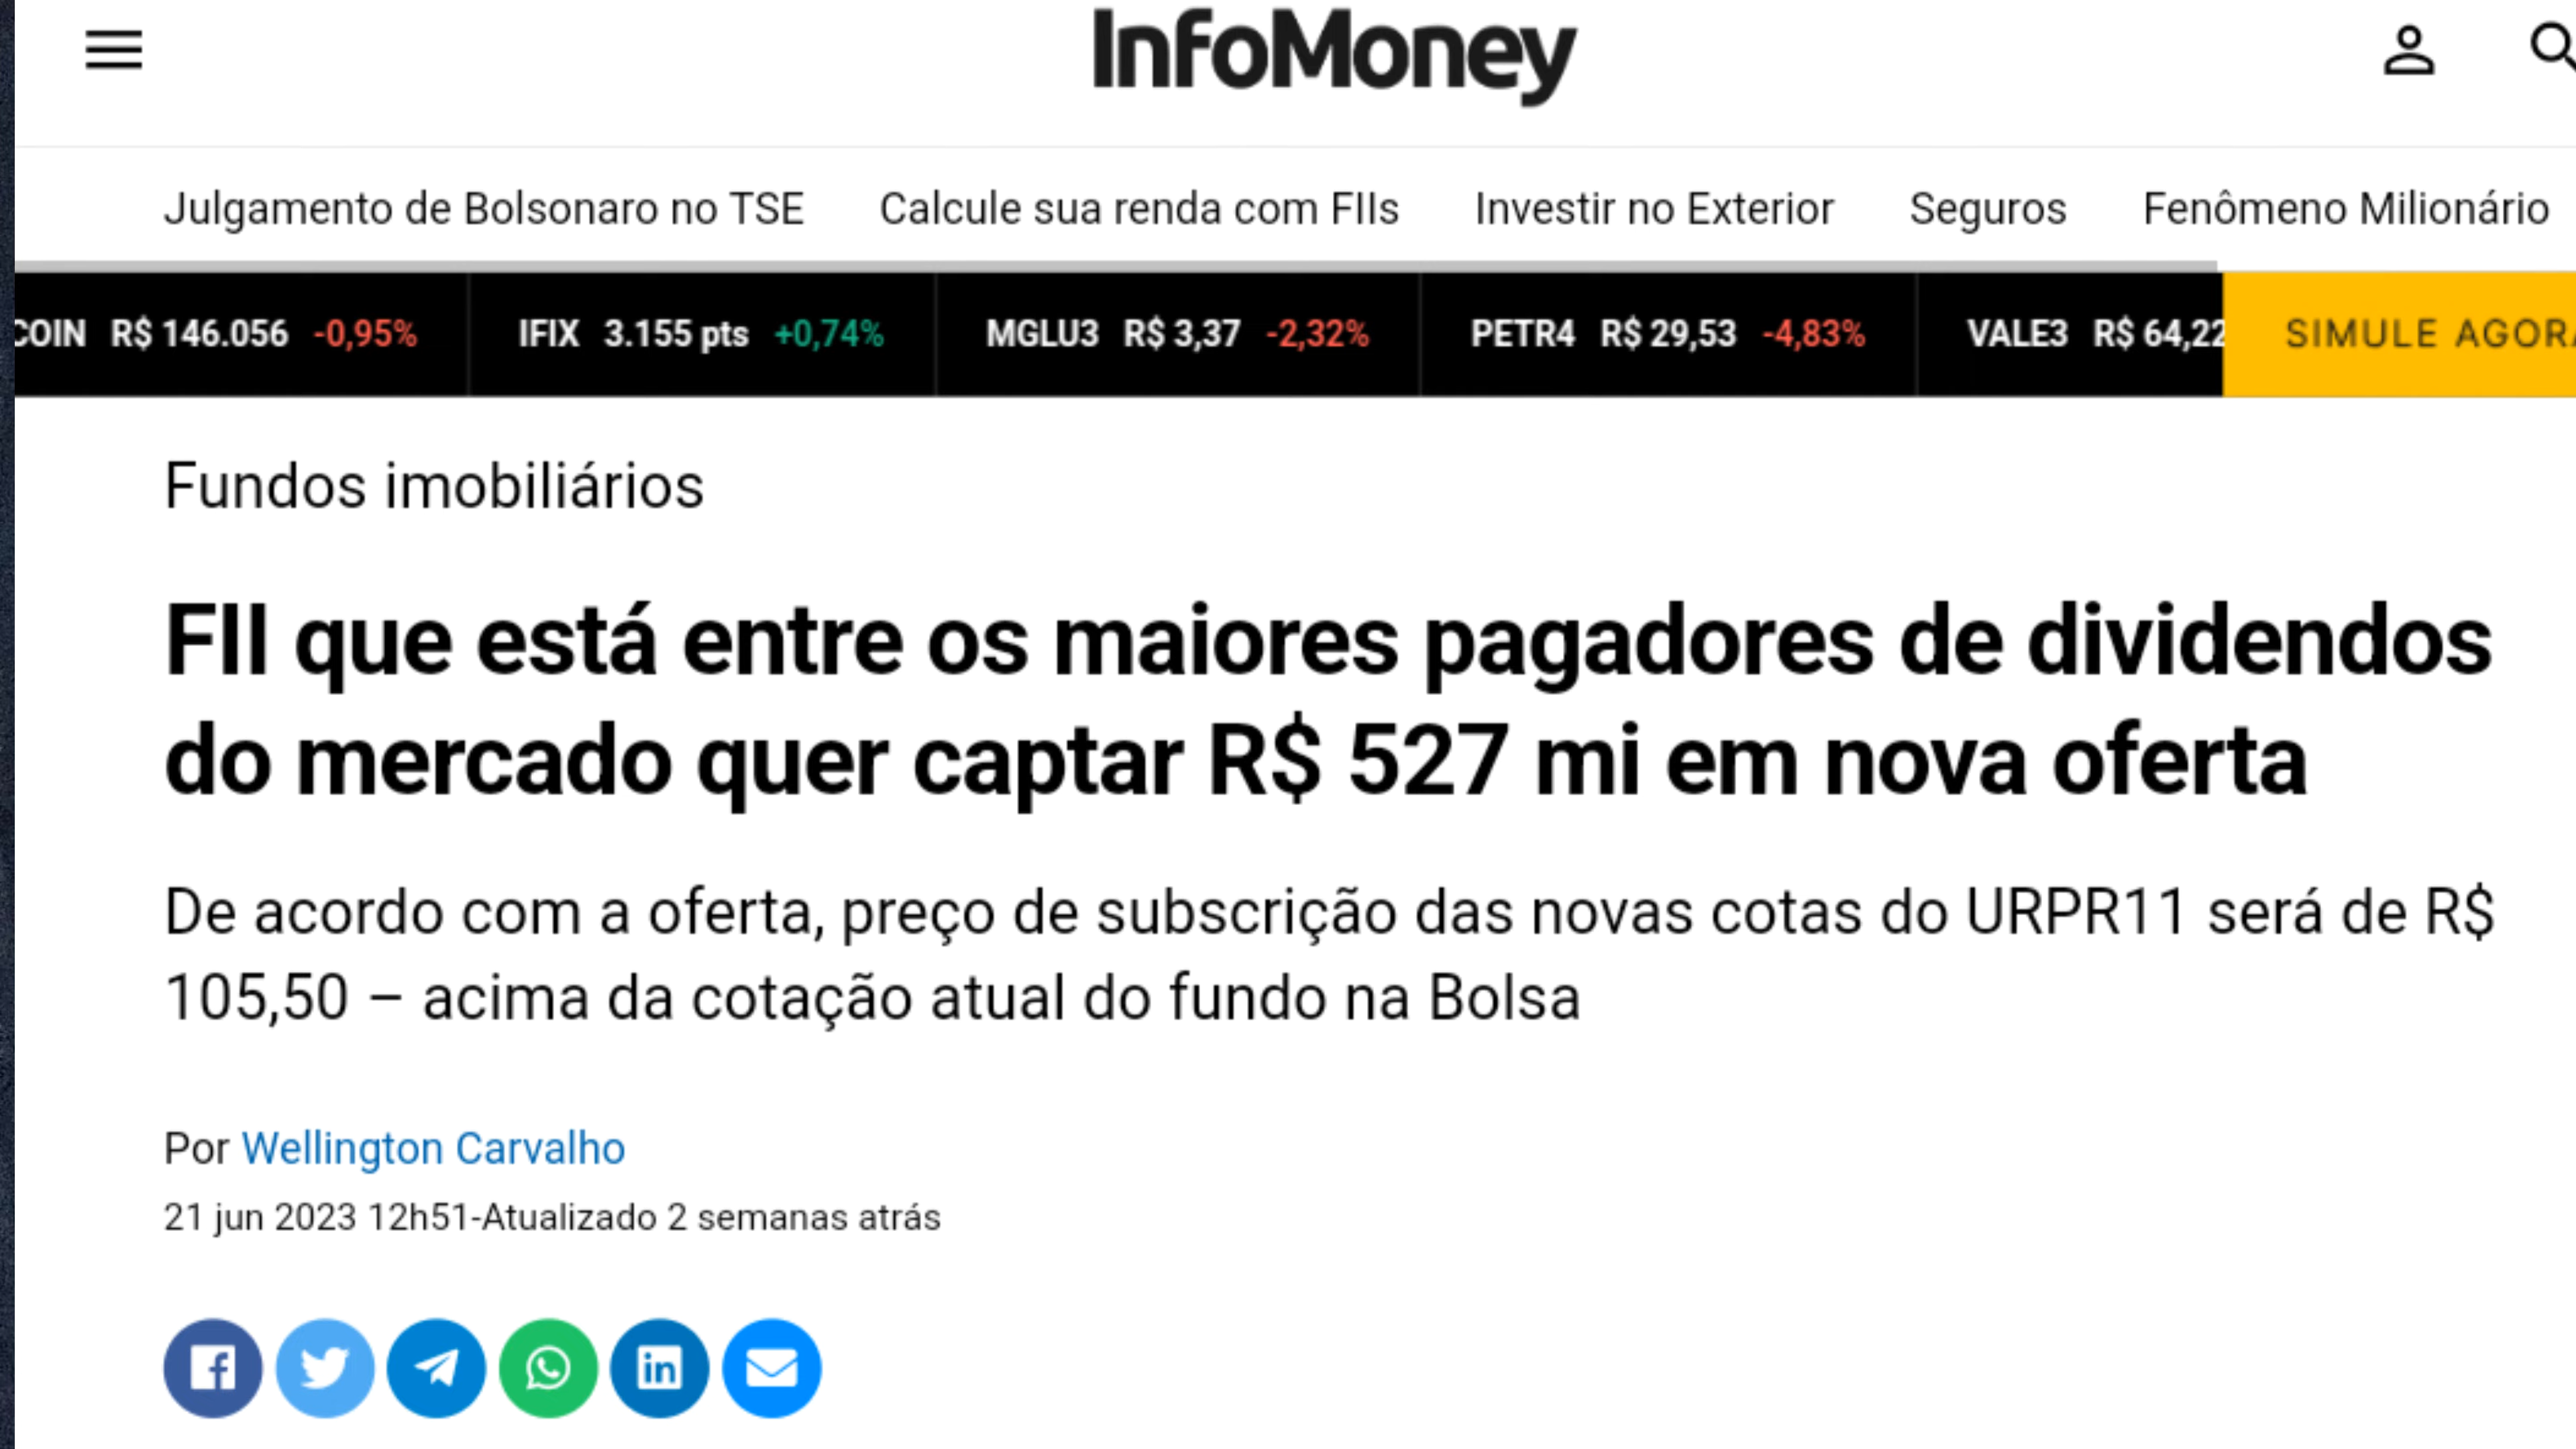 InfoMoney
Julgamento de Bolsonaro no TSE Calcule sua renda com FIIs Investir no Exterior Seguros Fenômeno Milionário
COIN R$ 146.056 -0,95% IFIX 3.155 pts +0,74% MGLU3 R$ 3,37 -2,32% PETR4 R$ 29,53 -4,83% VALE3 R$ 64,22 SIMULE AGORA
Fundos imobiliários
FII que está entre os maiores pagadores de dividendos
do mercado quer captar R$ 527 mi em nova oferta
De acordo com a oferta, preço de subscrição das novas cotas do URPR11 será de R$
105,50 – acima da cotação atual do fundo na Bolsa
Por Wellington Carvalho
21 jun 2023 12h51-Atualizado 2 semanas atrás